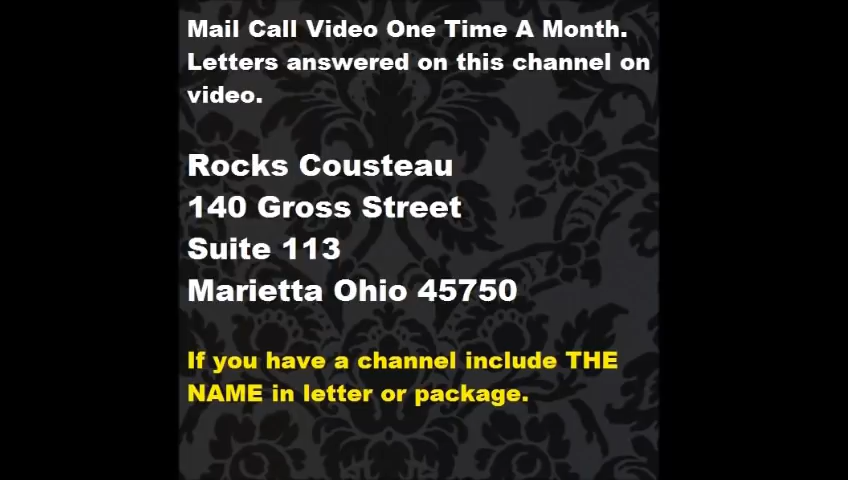 Mail Call Video One Time A Month.
Letters answered on this channel on
video.
Rocks Cousteau
140 Gross Street
Suite 113
Marietta Ohio 45750
If you have a channel include THE
NAME in letter or package.